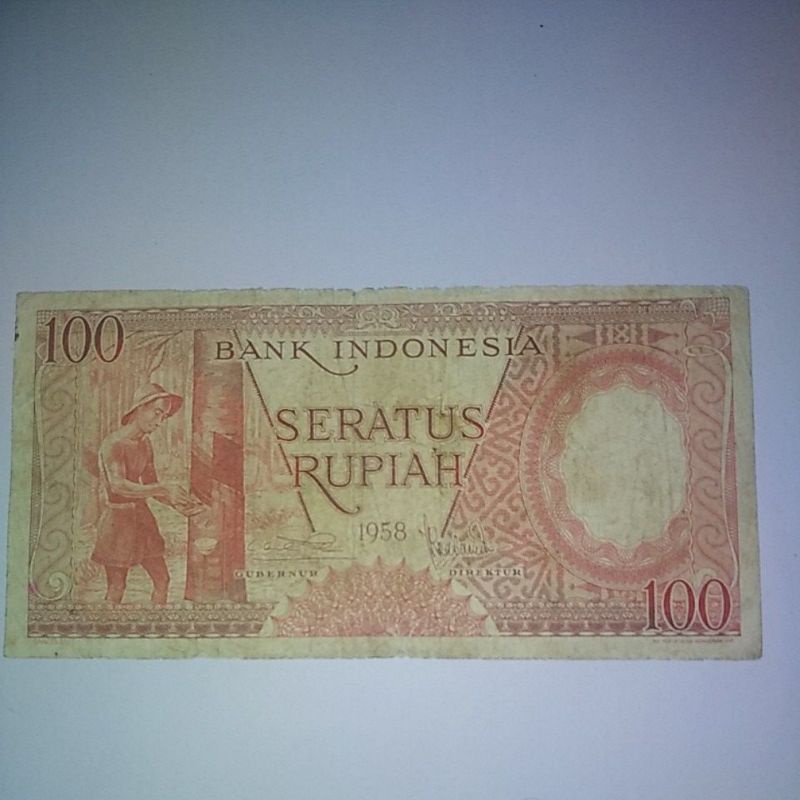 100
BANK INDONESIA
SERATUS
RUPIAH
1958
GUBERNUR
DIREKTUR
100